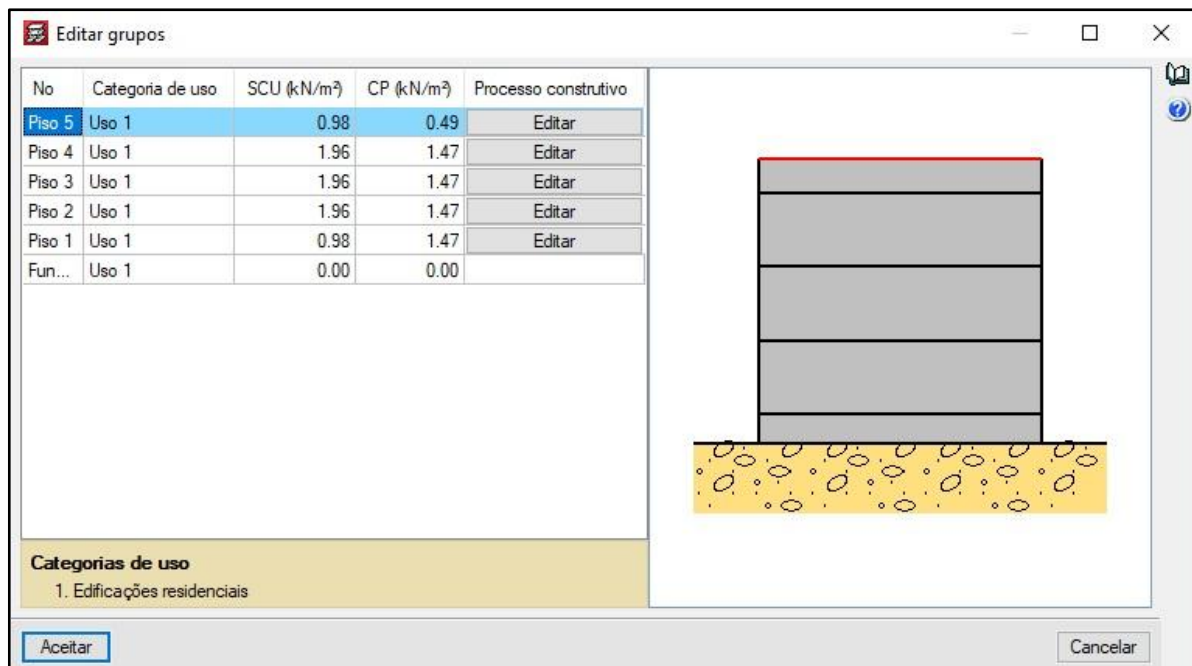 Editar grupos
No Categoria de uso SCU (kN/m²) CP (kN/m²) Processo construtivo
Piso 5 Uso 1 0.98 0.49 Editar
Piso 4 Uso 1 1.96 1.47 Editar
Piso 3 Uso 1 1.96 1.47 Editar
Piso 2 Uso 1 1.96 1.47 Editar
Piso 1 Uso 1 0.98 1.47 Editar
Fun... Uso 1 0.00 0.00
Categorias de uso
1. Edificações residenciais
Aceitar Cancelar